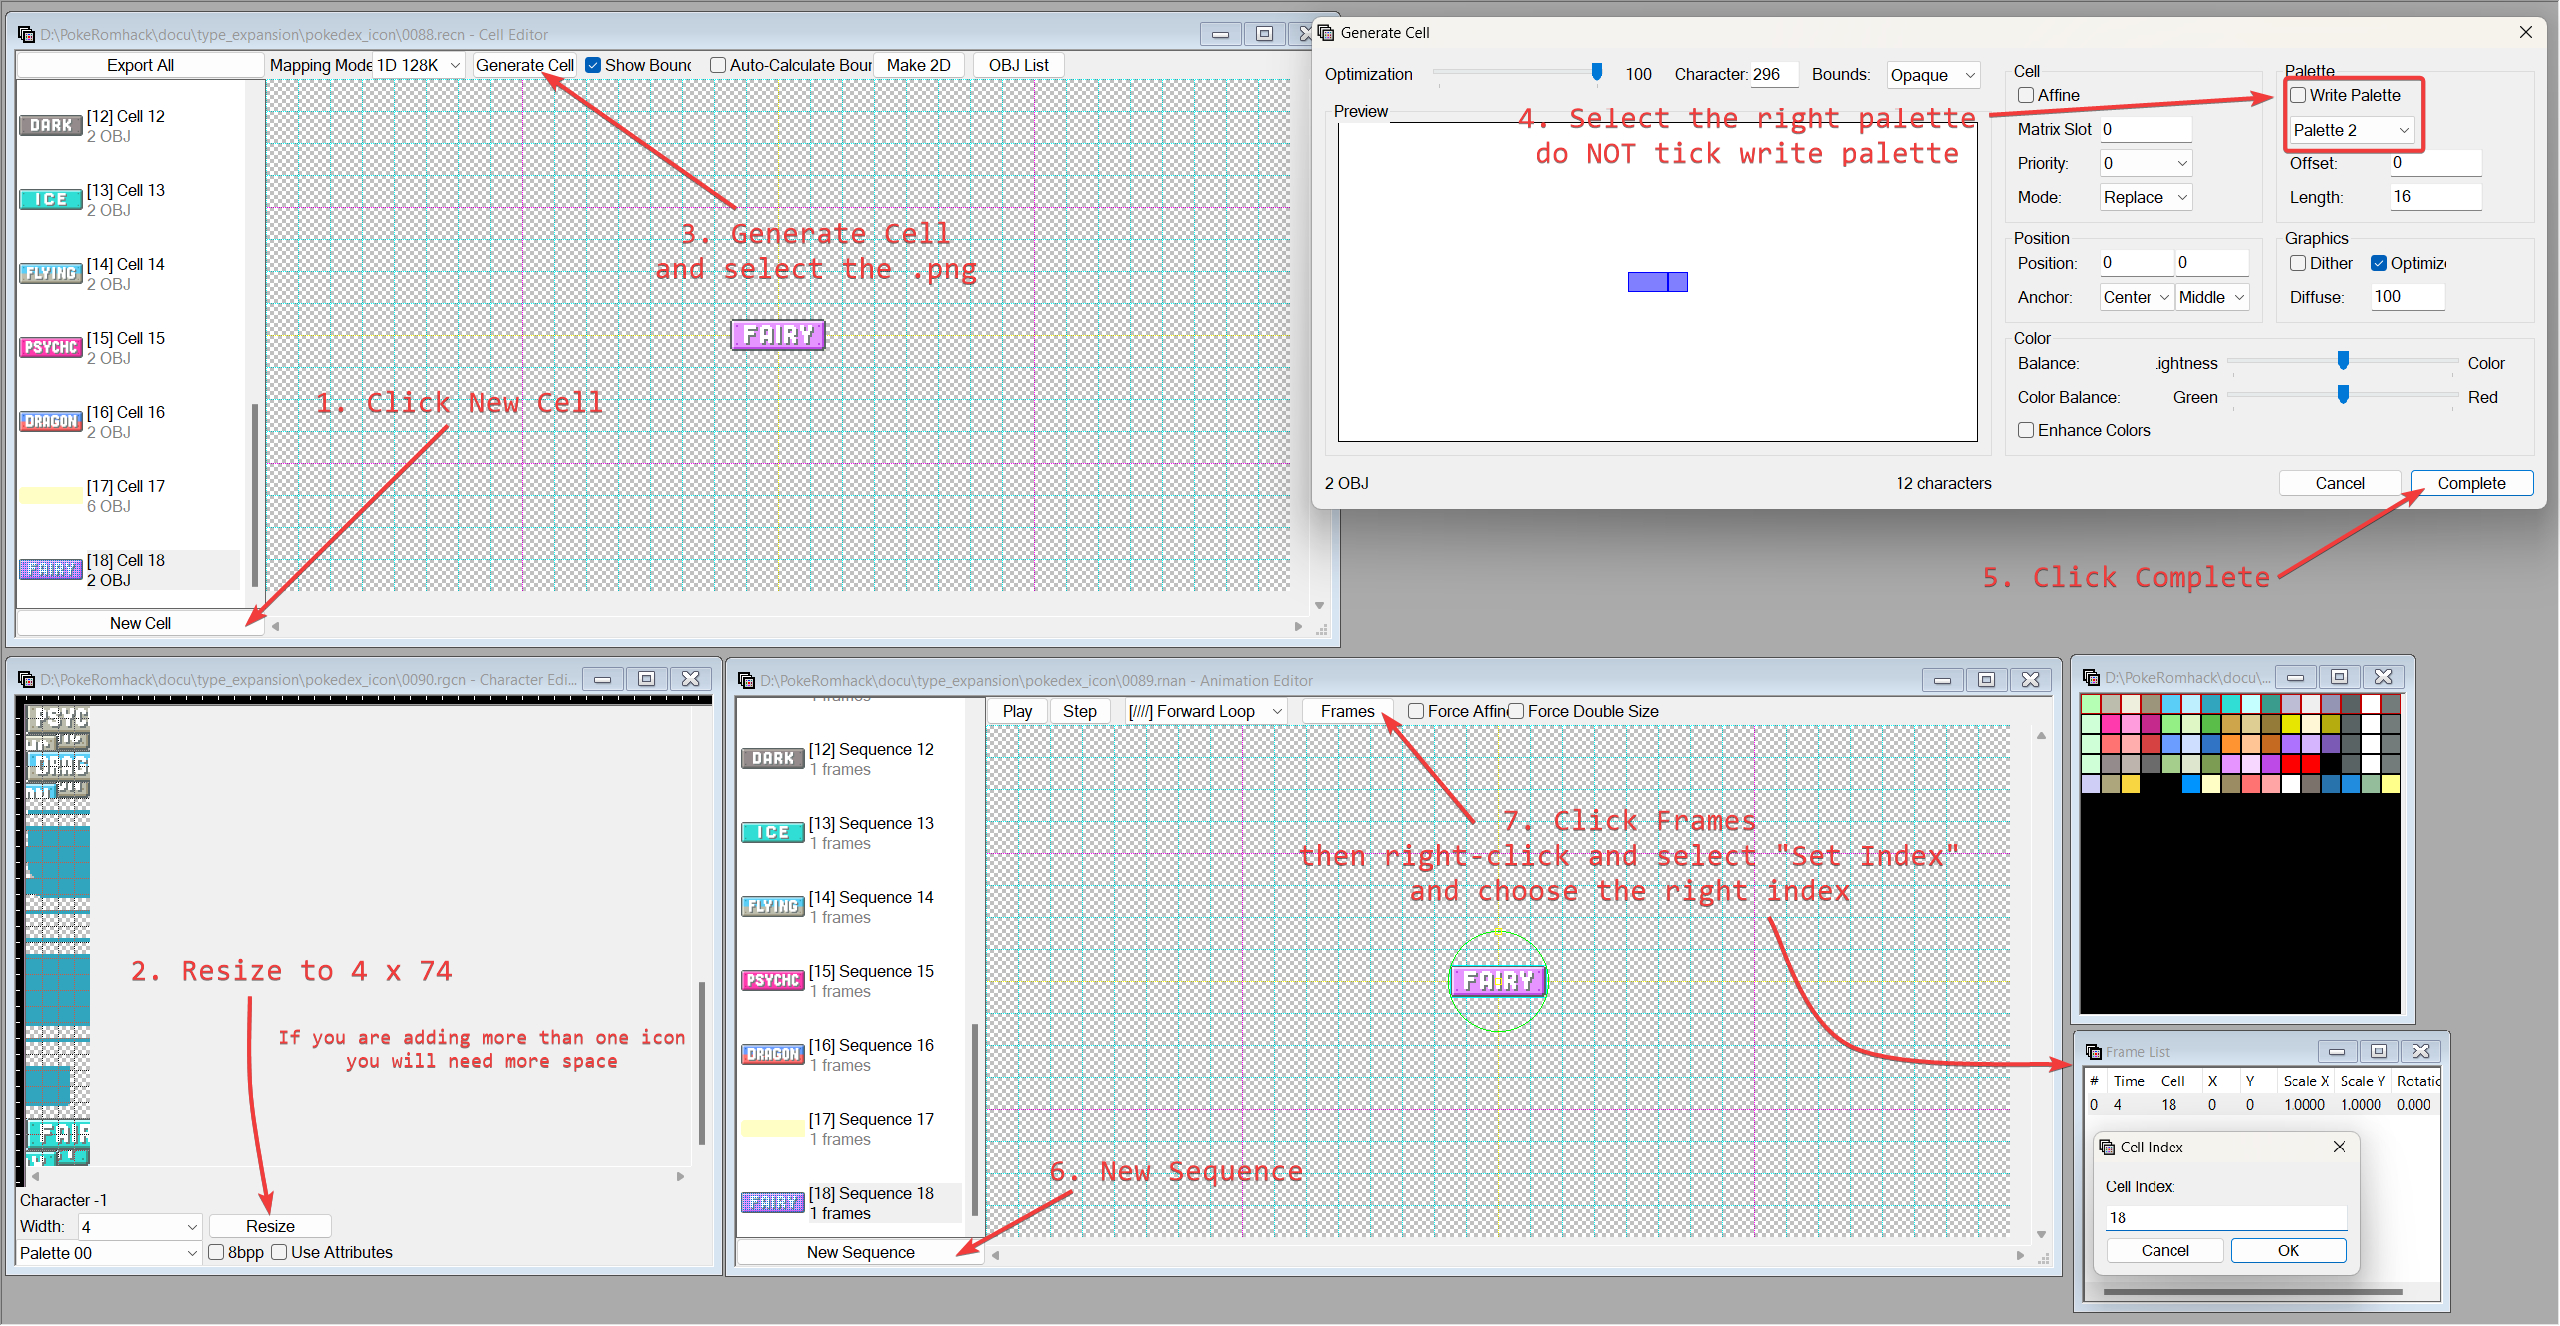 D:\PokeRomhack\docu\type_expansion\pokedex_icon\0088.recn - Cell Editor
Export All
Mapping Mode
1D 128K
Generate Cell
Show Bounc
Auto-Calculate Bour
Make 2D
OBJ List
DARK
[12] Cell 12
2 OBJ
ICE
[13] Cell 13
2 OBJ
FLYING
[14] Cell 14
2 OBJ
PSYCHC
[15] Cell 15
2 OBJ
DRAGON
[16] Cell 16
2 OBJ
[17] Cell 17
6 OBJ
FAIRY
[18] Cell 18
2 OBJ
New Cell
3. Generate Cell
and select the .png
FAIRY
1. Click New Cell
Generate Cell
Optimization
100
Character:
296
Bounds:
Opaque
Preview
4. Select the right palette
do NOT tick write palette
2 OBJ
12 characters
Cell
Affine
Matrix Slot
0
Priority:
0
Mode:
Replace
Palette
Write Palette
Palette 2
Offset:
0
Length:
16
Position
Position:
0
0
Anchor:
Center
Middle
Graphics
Dither
Optimize
Diffuse:
100
Color
Balance:
ightness
Color
Color Balance:
Green
Red
Enhance Colors
Cancel
Complete
5. Click Complete
D:\PokeRomhack\docu\type_expansion\pokedex_icon\0090.rgcn - Character Edi...
PSYC
DRAG
FAIR
2. Resize to 4 x 74
If you are adding more than one icon
you will need more space
Character -1
Width:
4
Resize
Palette 00
8bpp
Use Attributes
D:\PokeRomhack\docu\type_expansion\pokedex_icon\0089.rnan - Animation Editor
Play
Step
[////] Forward Loop
Frames
Force Affin
Force Double Size
DARK
[12] Sequence 12
1 frames
ICE
[13] Sequence 13
1 frames
FLYING
[14] Sequence 14
1 frames
PSYCHC
[15] Sequence 15
1 frames
DRAGON
[16] Sequence 16
1 frames
[17] Sequence 17
1 frames
FAIRY
[18] Sequence 18
1 frames
New Sequence
7. Click Frames
then right-click and select "Set Index"
and choose the right index
FAIRY
6. New Sequence
D:\PokeRomhack\docu\...
Frame List
# Time Cell X Y Scale X Scale Y Rotatic
0 4 18 0 0 1.0000 1.0000 0.000
Cell Index
Cell Index:
18
Cancel
OK